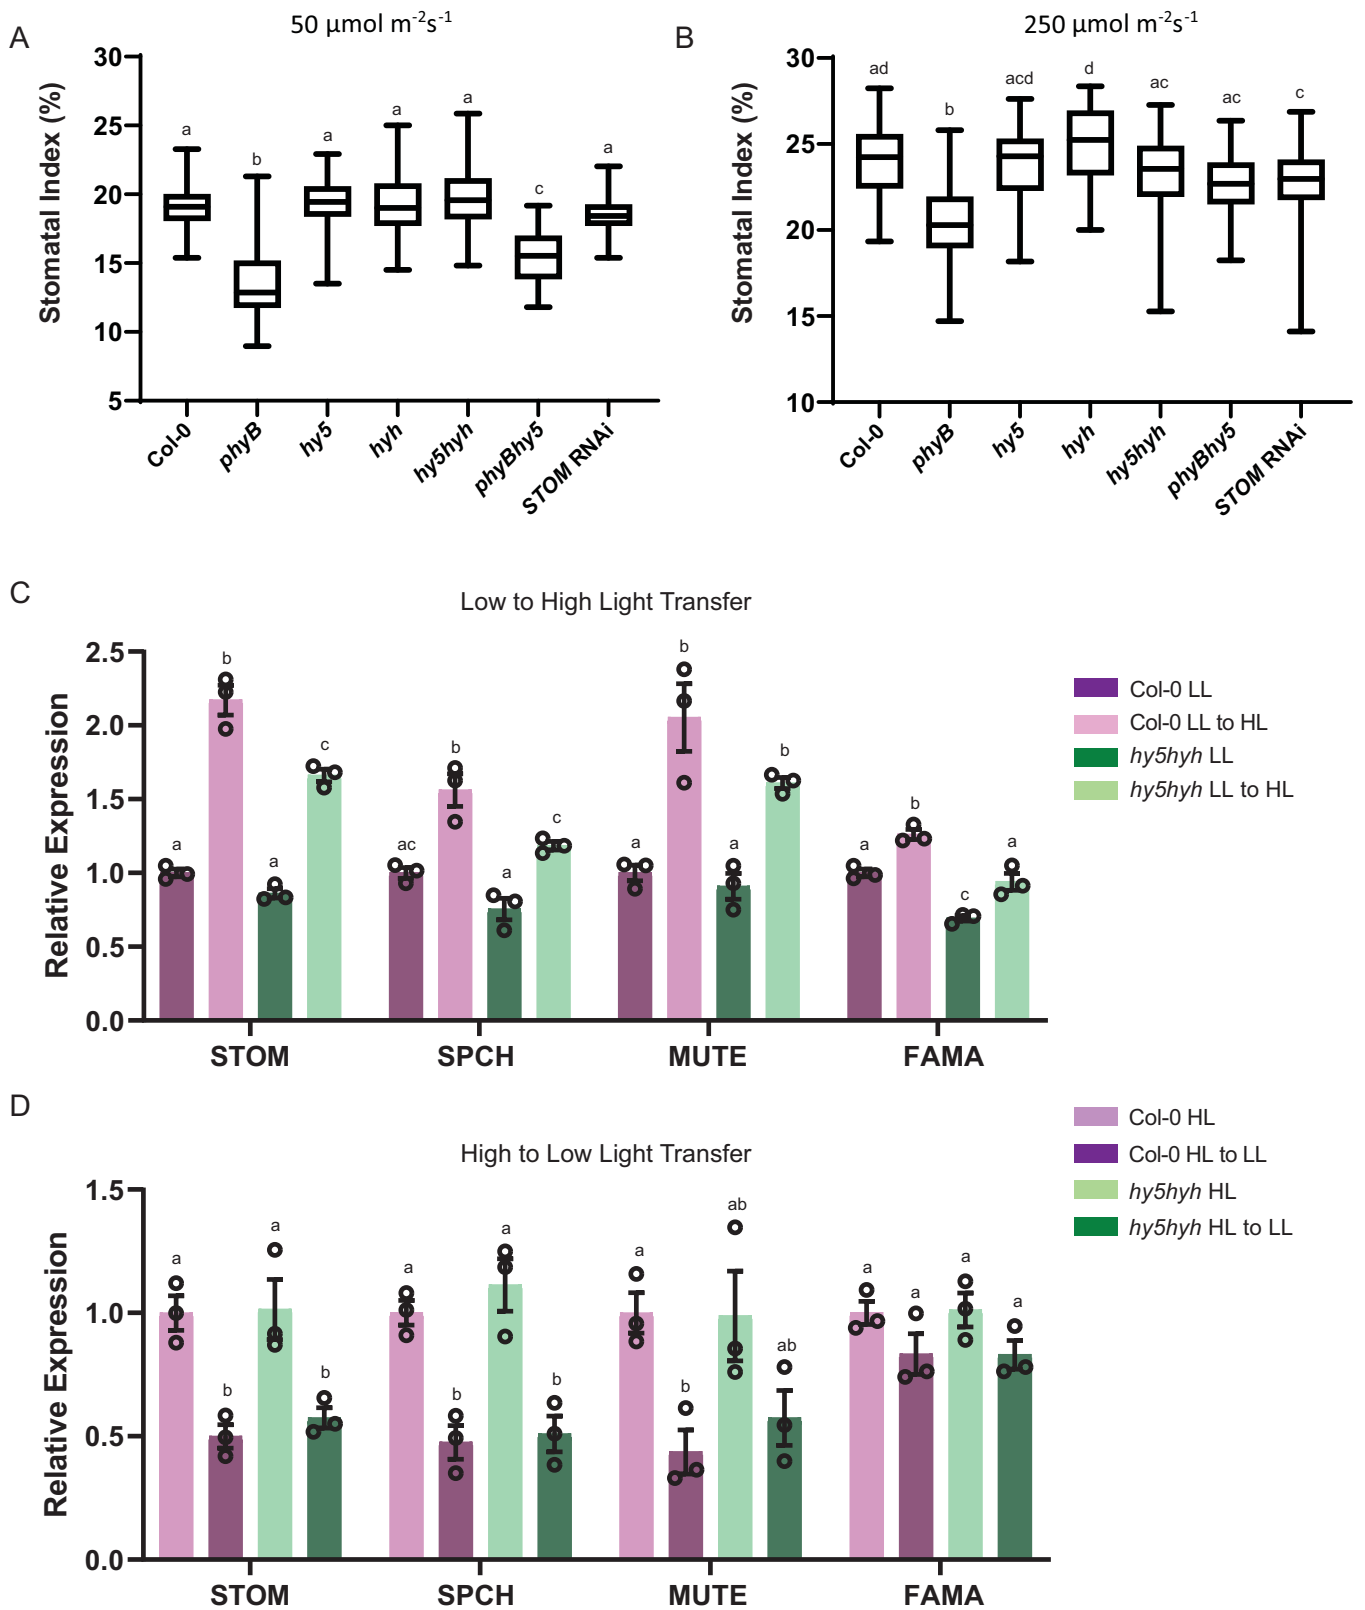 A
50 μmol m⁻²s⁻¹
Stomatal Index (%)
30
25
20
15
10
5
a
b
a
a
a
c
a
Col-0
phyB
hy5
hyh
hy5hyh
phyBhy5
STOM RNAi
B
250 μmol m⁻²s⁻¹
Stomatal Index (%)
30
25
20
15
10
ad
b
acd
d
ac
ac
c
Col-0
phyB
hy5
hyh
hy5hyh
phyBhy5
STOM RNAi
C
Low to High Light Transfer
Relative Expression
2.5
2.0
1.5
1.0
0.5
0.0
a
b
a
c
ac
b
a
c
a
b
a
b
a
b
c
a
STOM
SPCH
MUTE
FAMA
Col-0 LL
Col-0 LL to HL
hy5hyh LL
hy5hyh LL to HL
D
High to Low Light Transfer
Relative Expression
1.5
1.0
0.5
0.0
a
b
a
b
a
b
a
b
a
b
ab
ab
a
a
a
a
STOM
SPCH
MUTE
FAMA
Col-0 HL
Col-0 HL to LL
hy5hyh HL
hy5hyh HL to LL